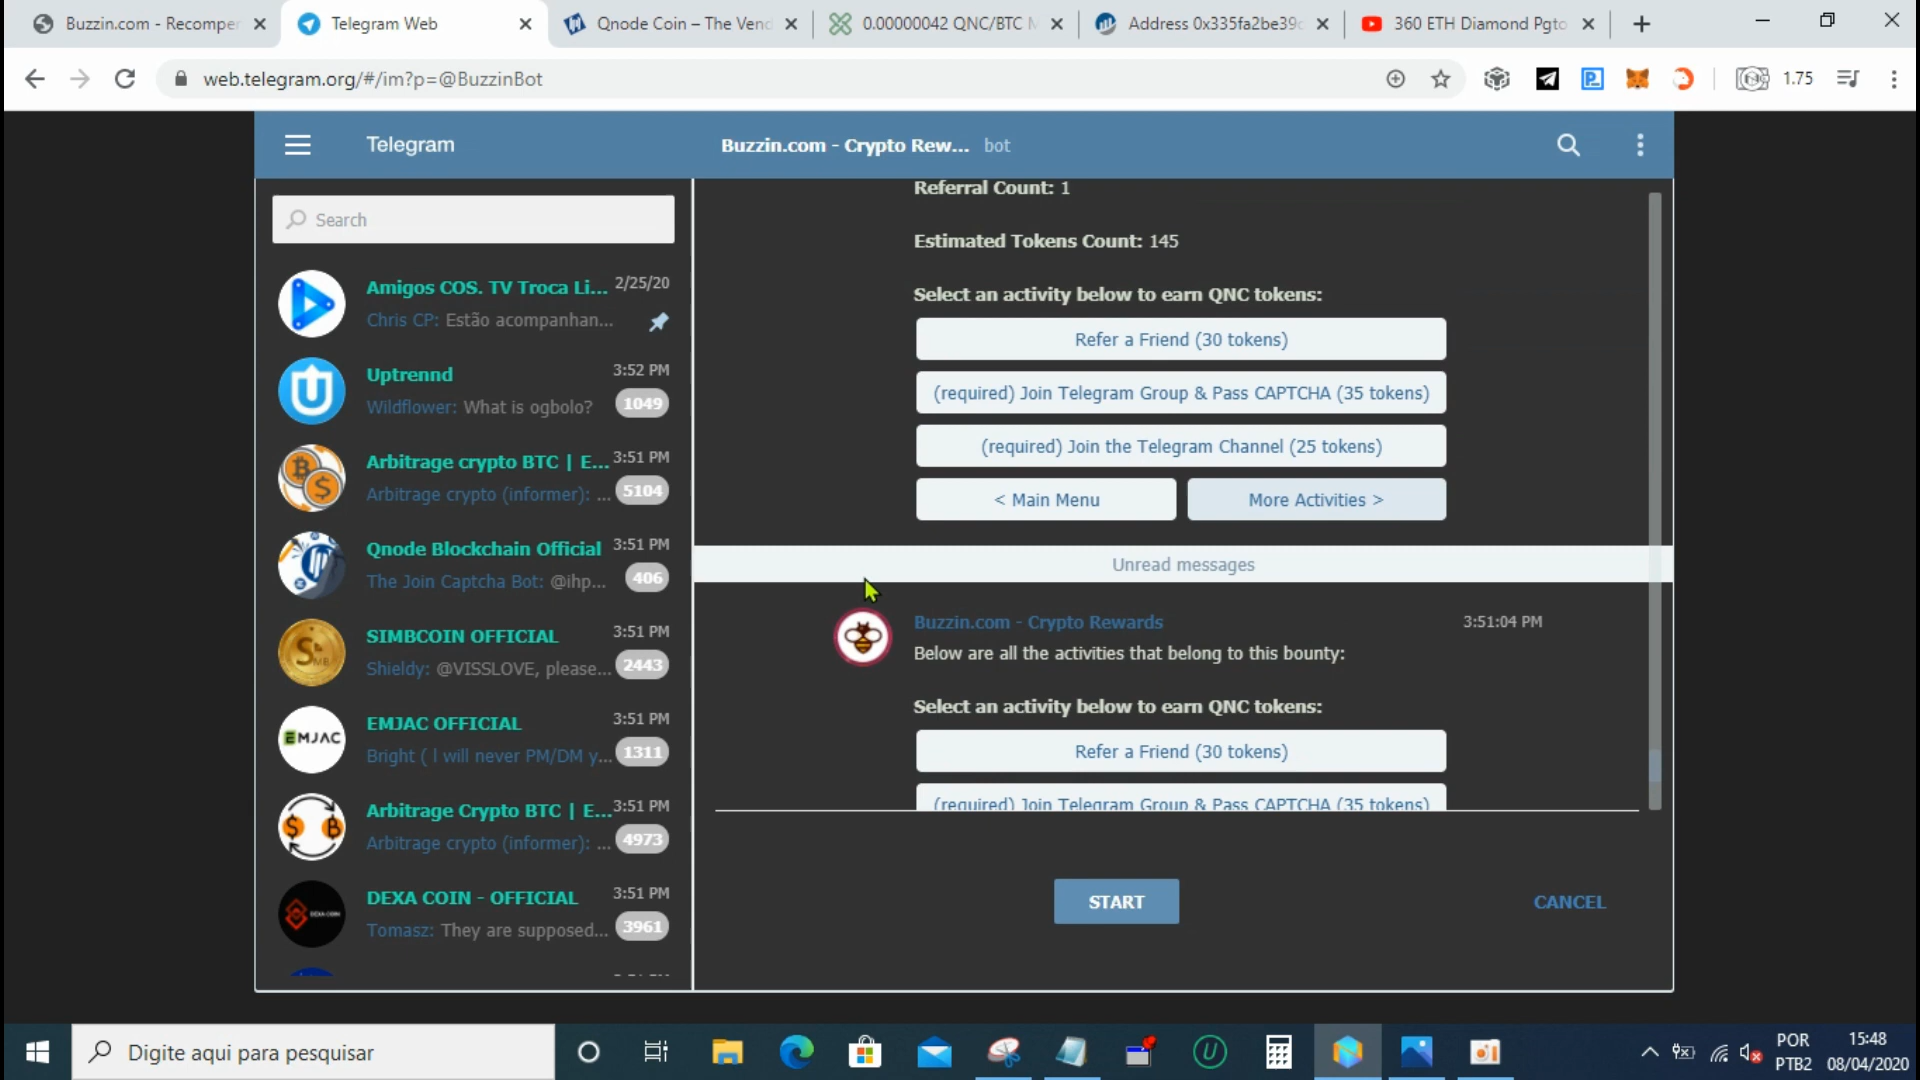 Buzzin.com - Recomper
Telegram Web
Qnode Coin – The Vend
0.00000042 QNC/BTC M
Address 0x335fa2be39c
360 ETH Diamond Pgto
web.telegram.org/#/im?p=@BuzzinBot
1.75
Telegram
Buzzin.com - Crypto Rew... bot
Search
Amigos COS. TV Troca Li... 2/25/20
Chris CP: Estão acompanhan...
Uptrennd 3:52 PM
Wildflower: What is ogbolo? 1049
Arbitrage crypto BTC | E... 3:51 PM
Arbitrage crypto (informer): ... 5104
Qnode Blockchain Official 3:51 PM
The Join Captcha Bot: @ihp... 406
SIMBCOIN OFFICIAL 3:51 PM
Shieldy: @VISSLOVE, please... 2443
EMJAC
EMJAC OFFICIAL 3:51 PM
Bright ( I will never PM/DM y... 1311
Arbitrage Crypto BTC | E... 3:51 PM
Arbitrage crypto (informer): ... 4973
DEXA COIN - OFFICIAL 3:51 PM
Tomasz: They are supposed... 3961
Referral Count: 1
Estimated Tokens Count: 145
Select an activity below to earn QNC tokens:
Refer a Friend (30 tokens)
(required) Join Telegram Group & Pass CAPTCHA (35 tokens)
(required) Join the Telegram Channel (25 tokens)
< Main Menu
More Activities >
Unread messages
Buzzin.com - Crypto Rewards 3:51:04 PM
Below are all the activities that belong to this bounty:
Select an activity below to earn QNC tokens:
Refer a Friend (30 tokens)
(required) Join Telegram Group & Pass CAPTCHA (35 tokens)
START
CANCEL
Digite aqui para pesquisar
POR
PTB2
15:48
08/04/2020